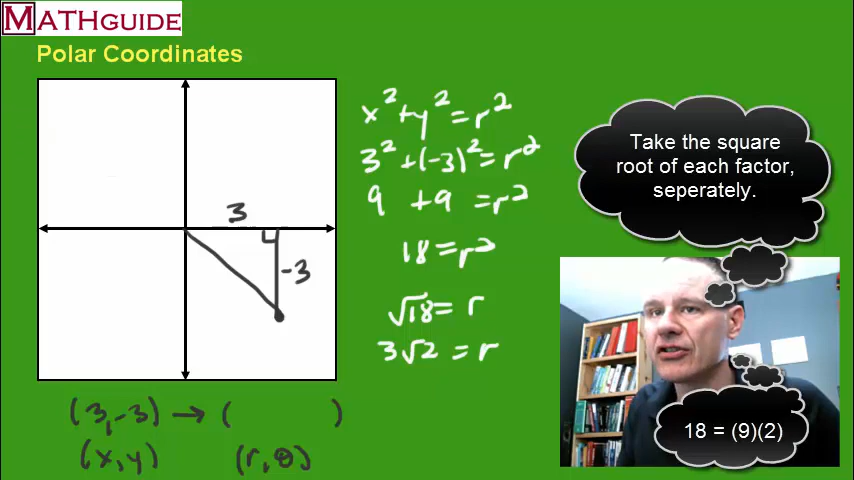 MATHGUIDE
Polar Coordinates
x² + y² = r²
3² + (-3)² = r²
9 + 9 = r²
18 = r²
√18 = r
3√2 = r
3
-3
(3,-3) → ( )
(x,y) (r,θ)
Take the square
root of each factor,
seperately.
18 = (9)(2)